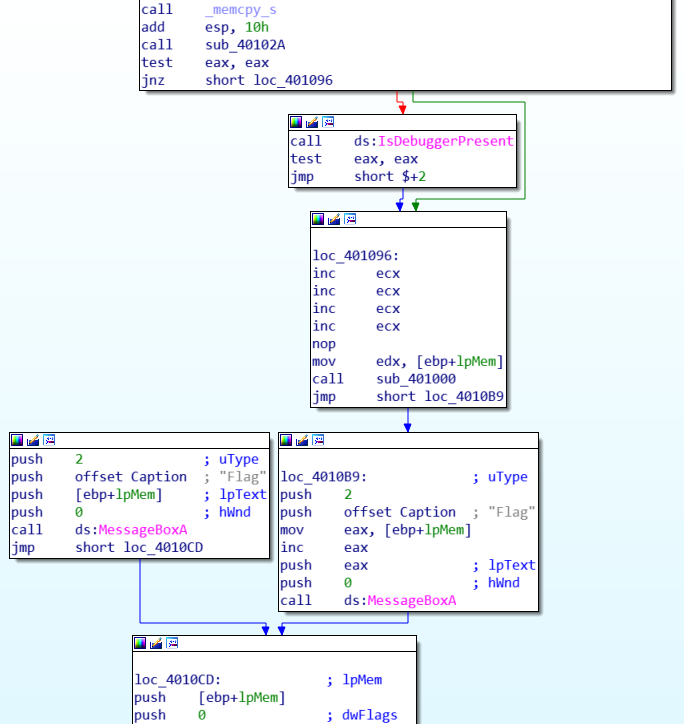 call _memcpy_s
add esp, 10h
call sub_40102A
test eax, eax
jnz short loc_401096
call ds:IsDebuggerPresent
test eax, eax
jmp short $+2
loc_401096:
inc ecx
inc ecx
inc ecx
inc ecx
nop
mov edx, [ebp+lpMem]
call sub_401000
jmp short loc_4010B9
push 2 ; uType
push offset Caption ; "Flag"
push [ebp+lpMem] ; lpText
push 0 ; hWnd
call ds:MessageBoxA
jmp short loc_4010CD
loc_4010B9: ; uType
push 2
push offset Caption ; "Flag"
mov eax, [ebp+lpMem]
inc eax
push eax ; lpText
push 0 ; hWnd
call ds:MessageBoxA
loc_4010CD: ; lpMem
push [ebp+lpMem]
push 0 ; dwFlags